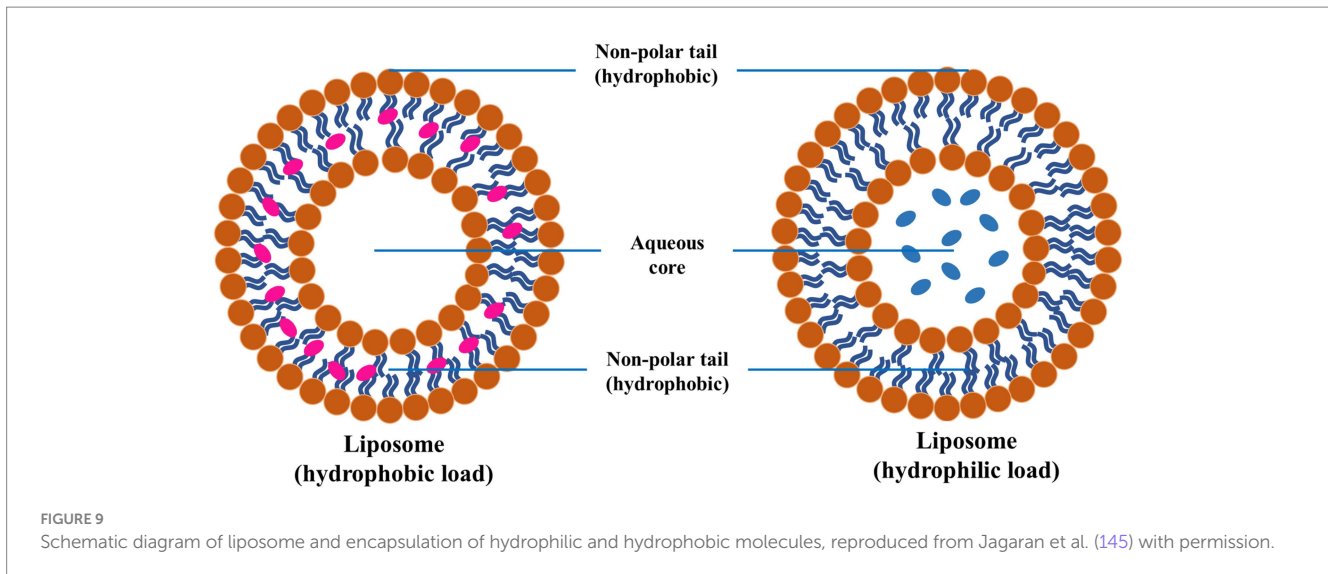 Non-polar tail
(hydrophobic)
Aqueous
core
Non-polar tail
(hydrophobic)
Liposome
(hydrophobic load)
Liposome
(hydrophilic load)
FIGURE 9
Schematic diagram of liposome and encapsulation of hydrophilic and hydrophobic molecules, reproduced from Jagaran et al. (145) with permission.